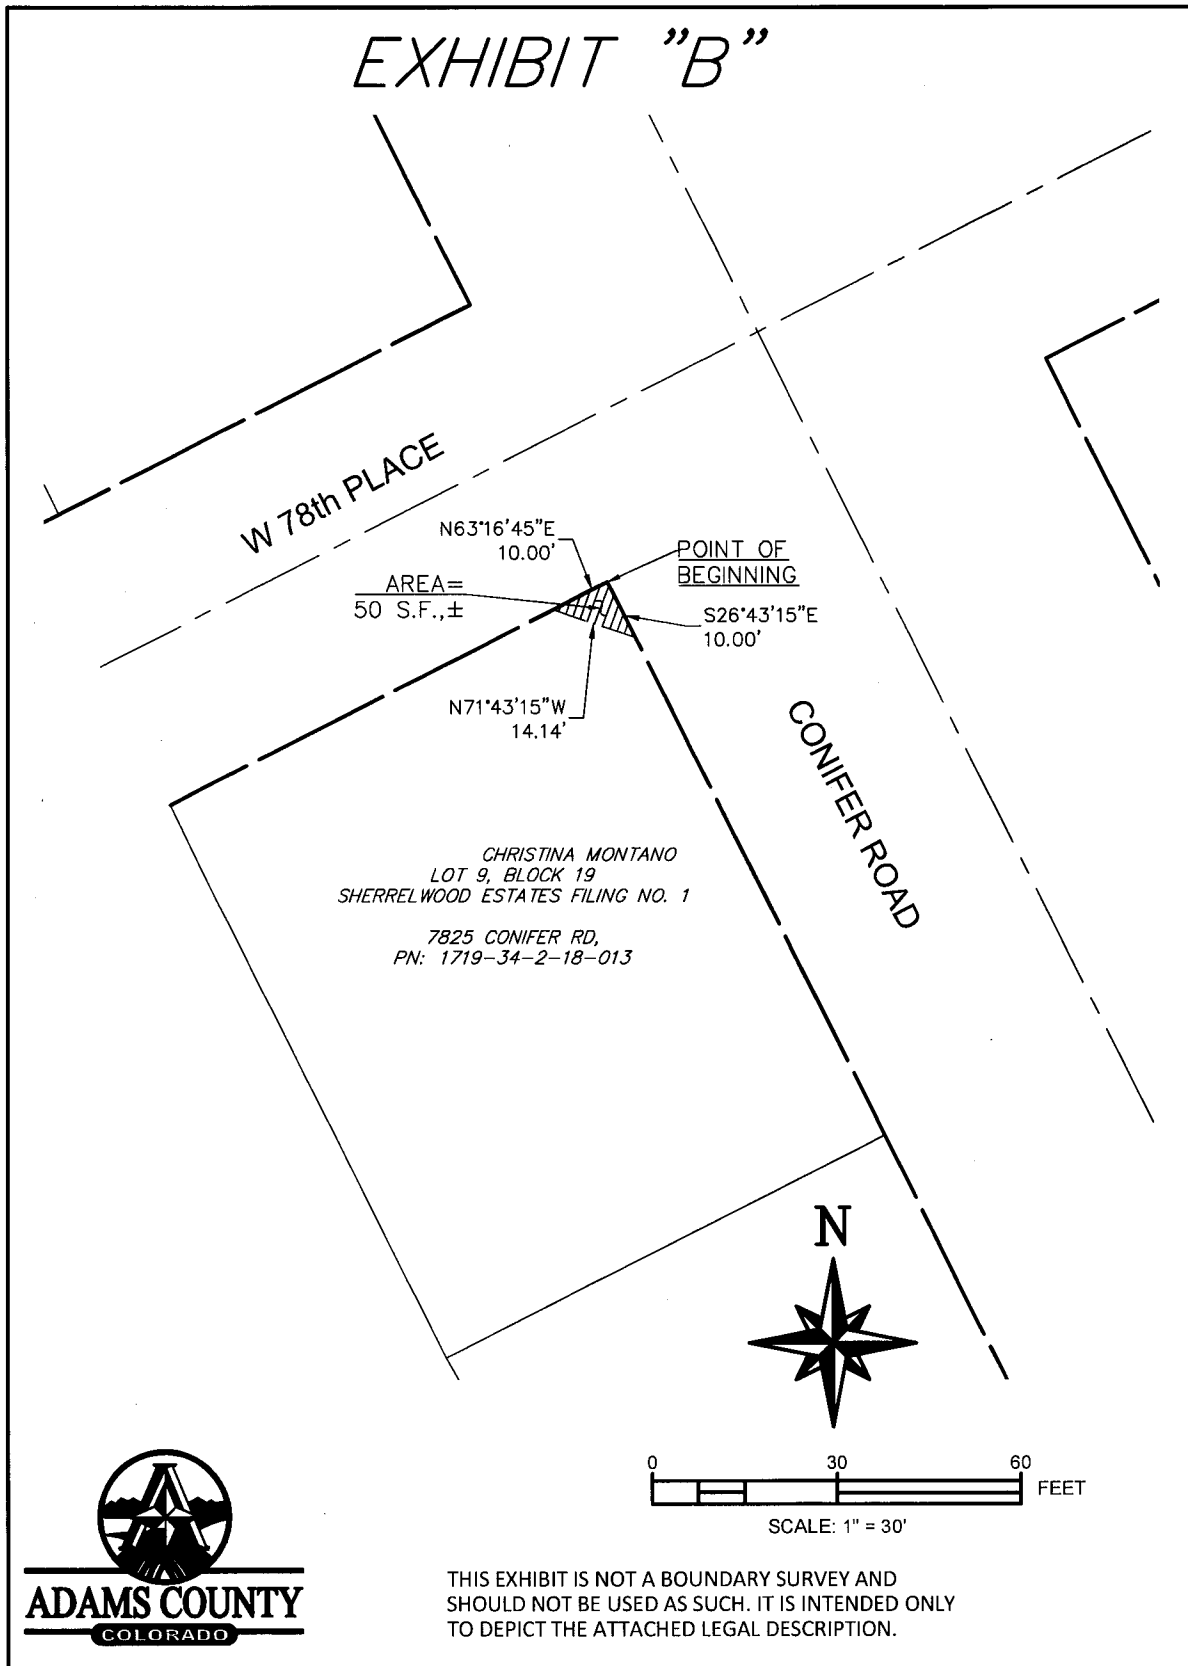 EXHIBIT "B"
W 78th PLACE
N63°16'45"E
10.00'
POINT OF
BEGINNING
AREA=
50 S.F.,±
S26°43'15"E
10.00'
N71°43'15"W
14.14'
CONIFER ROAD
CHRISTINA MONTANO
LOT 9, BLOCK 19
SHERRELWOOD ESTATES FILING NO. 1
7825 CONIFER RD,
PN: 1719-34-2-18-013
N
0 30 60
FEET
SCALE: 1" = 30'
ADAMS COUNTY
COLORADO
THIS EXHIBIT IS NOT A BOUNDARY SURVEY AND
SHOULD NOT BE USED AS SUCH. IT IS INTENDED ONLY
TO DEPICT THE ATTACHED LEGAL DESCRIPTION.